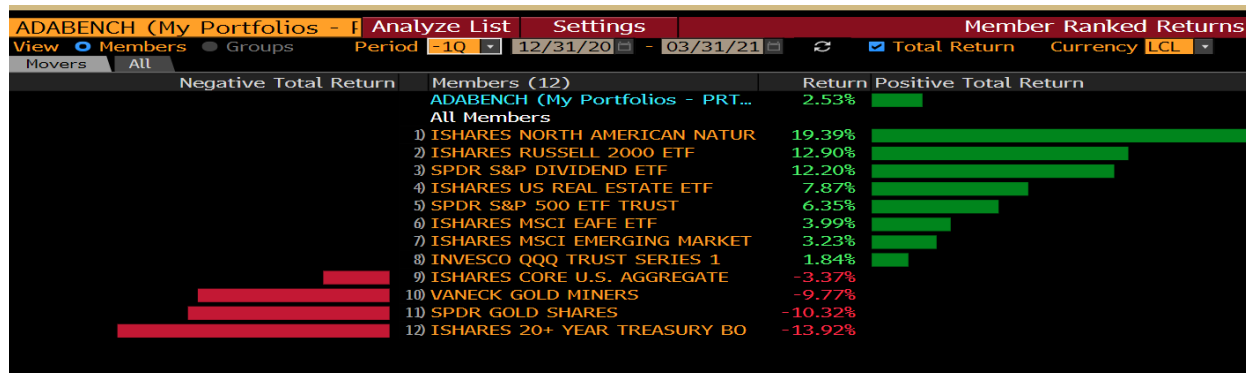 ADABENCH (My Portfolios - P Analyze List Settings Member Ranked Returns
View Members Groups Period -1Q 12/31/20 - 03/31/21 Total Return Currency LCL
Movers All
Negative Total Return Members (12) Return Positive Total Return
ADABENCH (My Portfolios - PRT... 2.53%
All Members
1) ISHARES NORTH AMERICAN NATUR 19.39%
2) ISHARES RUSSELL 2000 ETF 12.90%
3) SPDR S&P DIVIDEND ETF 12.20%
4) ISHARES US REAL ESTATE ETF 7.87%
5) SPDR S&P 500 ETF TRUST 6.35%
6) ISHARES MSCI EAFE ETF 3.99%
7) ISHARES MSCI EMERGING MARKET 3.23%
8) INVESCO QQQ TRUST SERIES 1 1.84%
9) ISHARES CORE U.S. AGGREGATE -3.37%
10) VANECK GOLD MINERS -9.77%
11) SPDR GOLD SHARES -10.32%
12) ISHARES 20+ YEAR TREASURY BO -13.92%